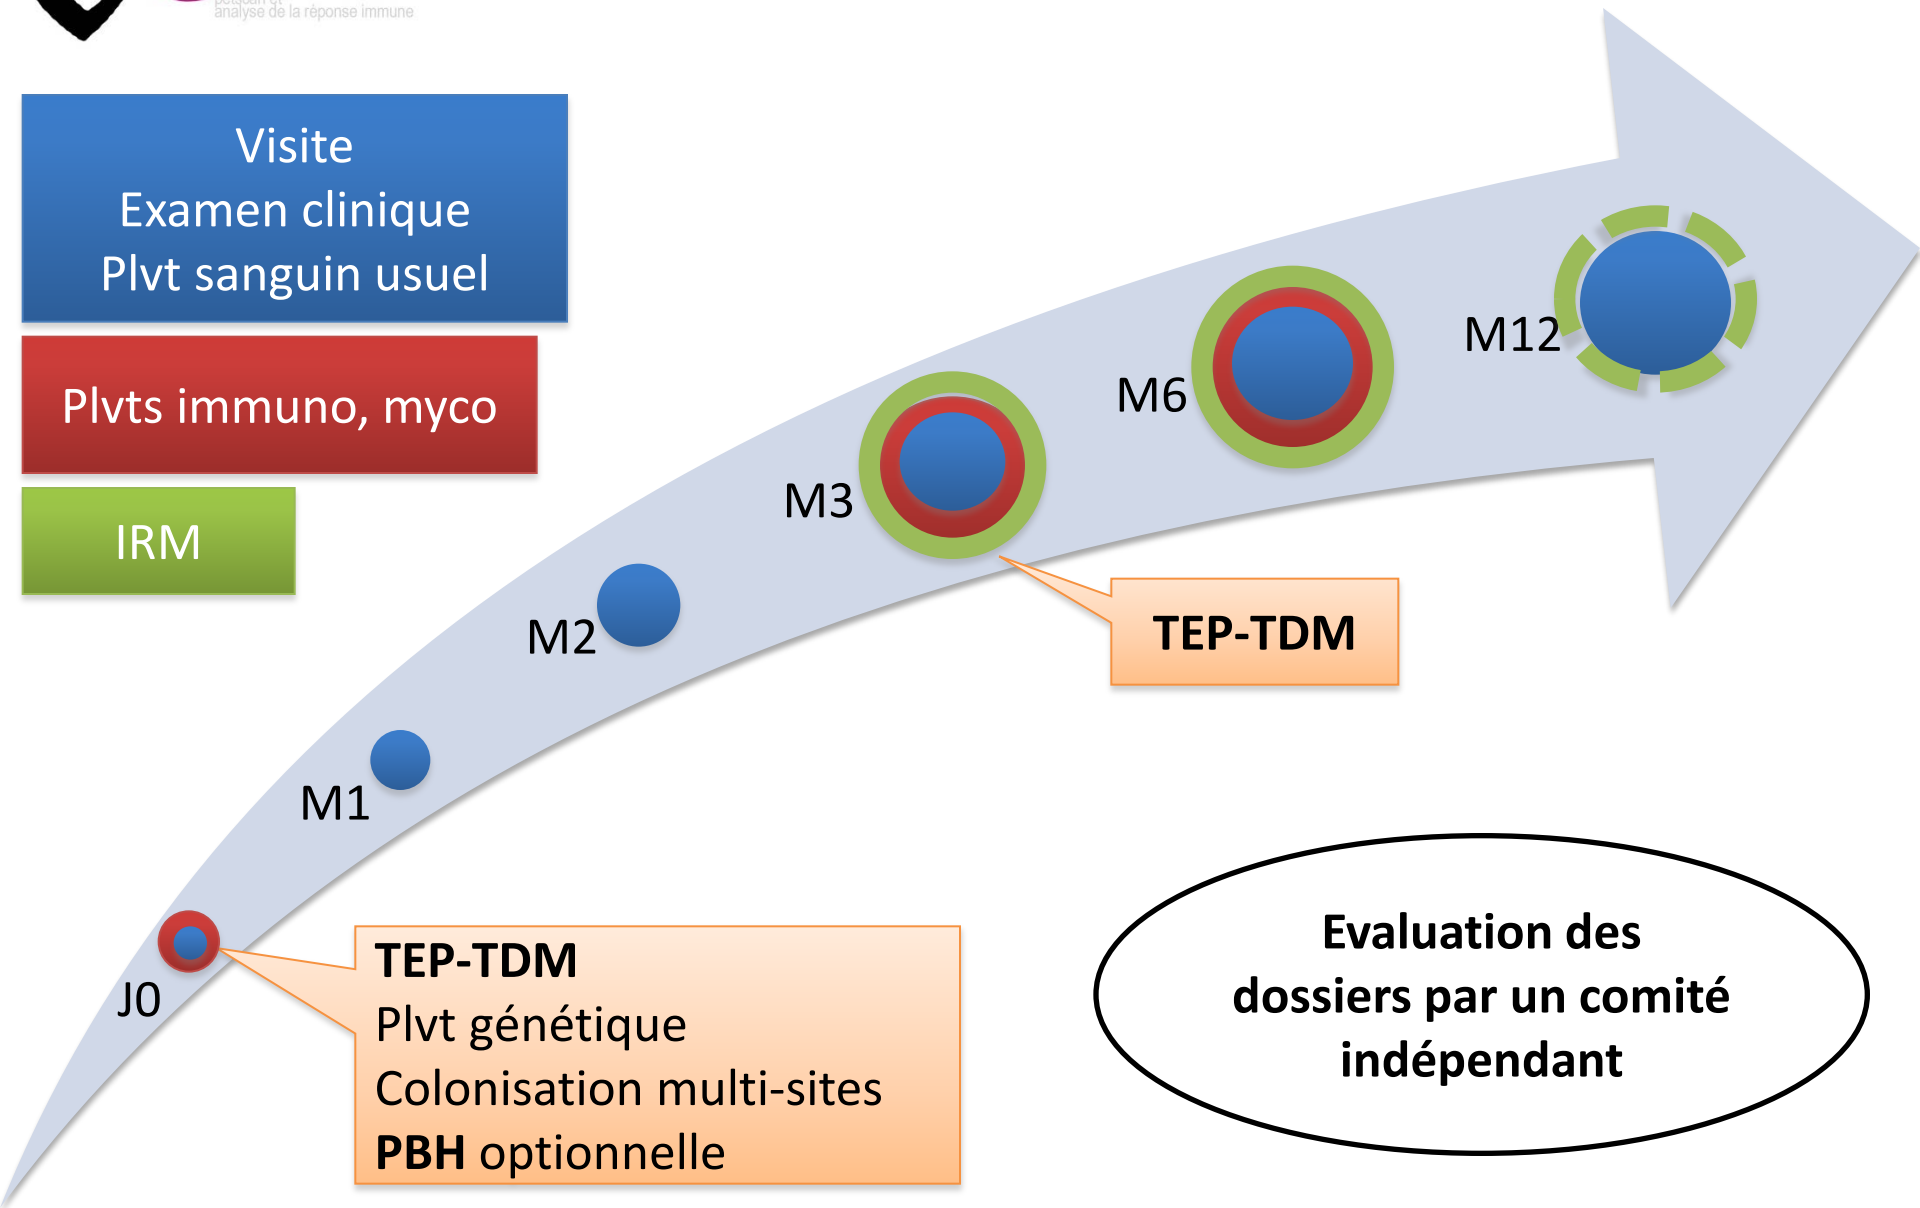 analyse de la réponse immune
Visite
Examen clinique
Plvt sanguin usuel
Plvts immuno, myco
IRM
M12
M6
M3
M2
M1
J0
TEP-TDM
TEP-TDM
Plvt génétique
Colonisation multi-sites
PBH optionnelle
Evaluation des
dossiers par un comité
indépendant